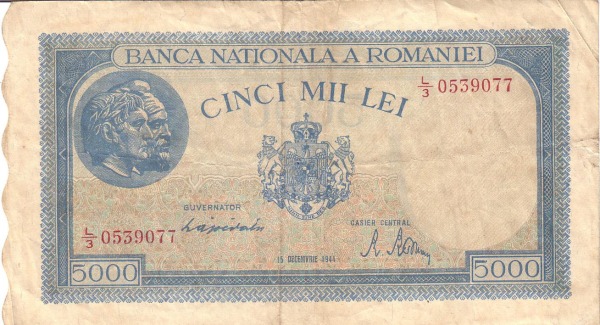 BANCA NATIONALA A ROMANIEI
L/3 0539077
CINCI MII LEI
GUVERNATOR
CASIER CENTRAL
L/3 0539077
15 DECEMVRIE 1944
5000
5000